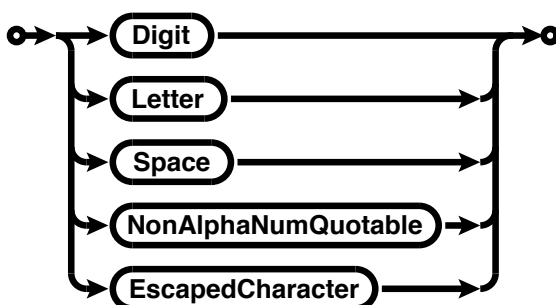 Digit
Letter
Space
NonAlphaNumQuotable
EscapedCharacter